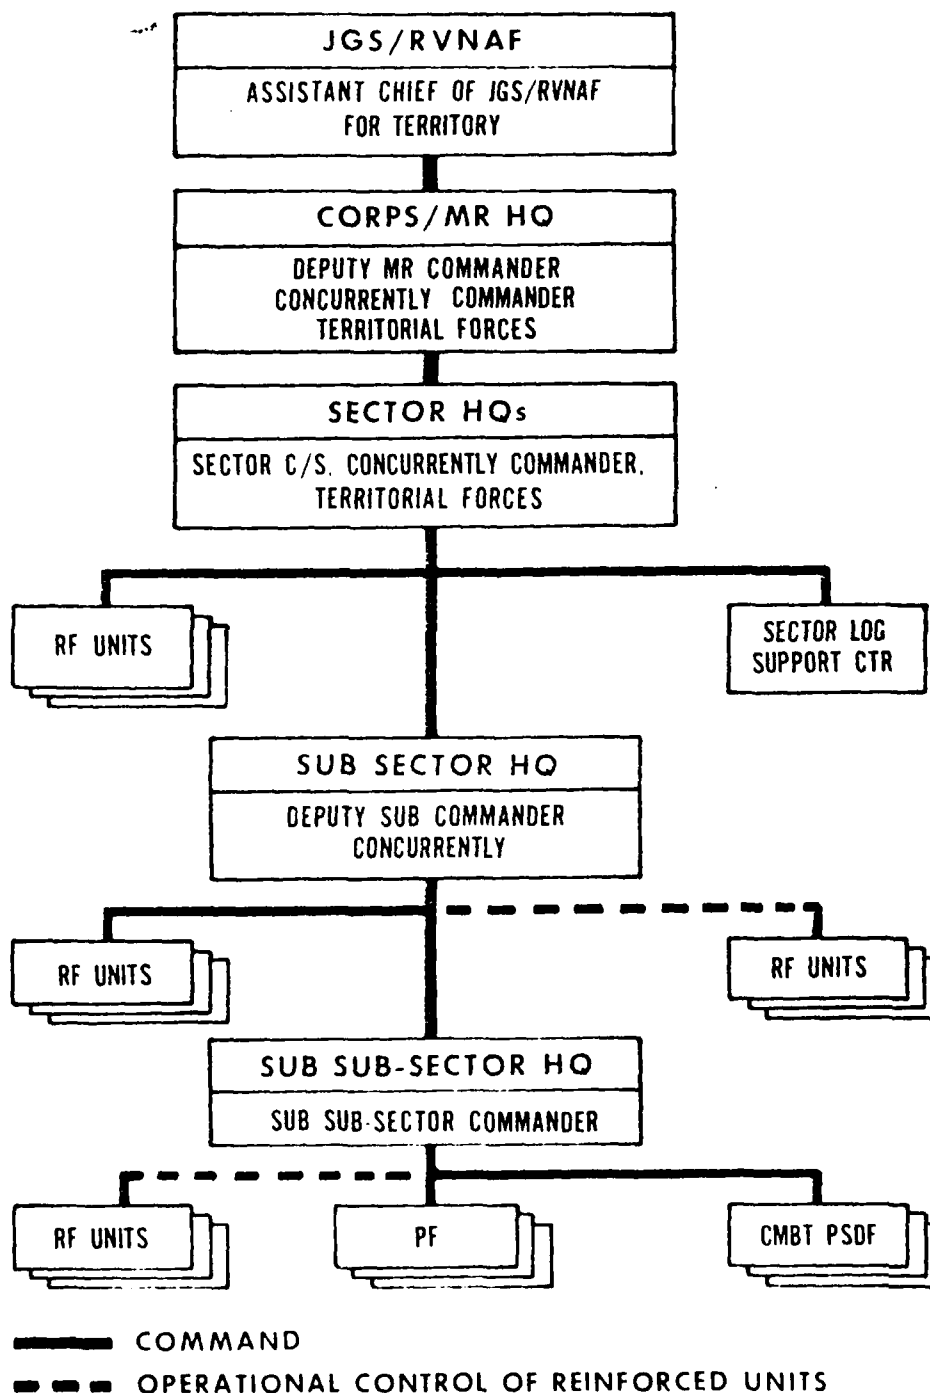 JGS/RVNAF
ASSISTANT CHIEF OF JGS/RVNAF
FOR TERRITORY
CORPS/MR HQ
DEPUTY MR COMMANDER
CONCURRENTLY COMMANDER
TERRITORIAL FORCES
SECTOR HQs
SECTOR C/S, CONCURRENTLY COMMANDER,
TERRITORIAL FORCES
RF UNITS
SECTOR LOG
SUPPORT CTR
SUB SECTOR HQ
DEPUTY SUB COMMANDER
CONCURRENTLY
RF UNITS
RF UNITS
SUB SUB-SECTOR HQ
SUB SUB-SECTOR COMMANDER
RF UNITS
PF
CMBT PSDF
COMMAND
OPERATIONAL CONTROL OF REINFORCED UNITS